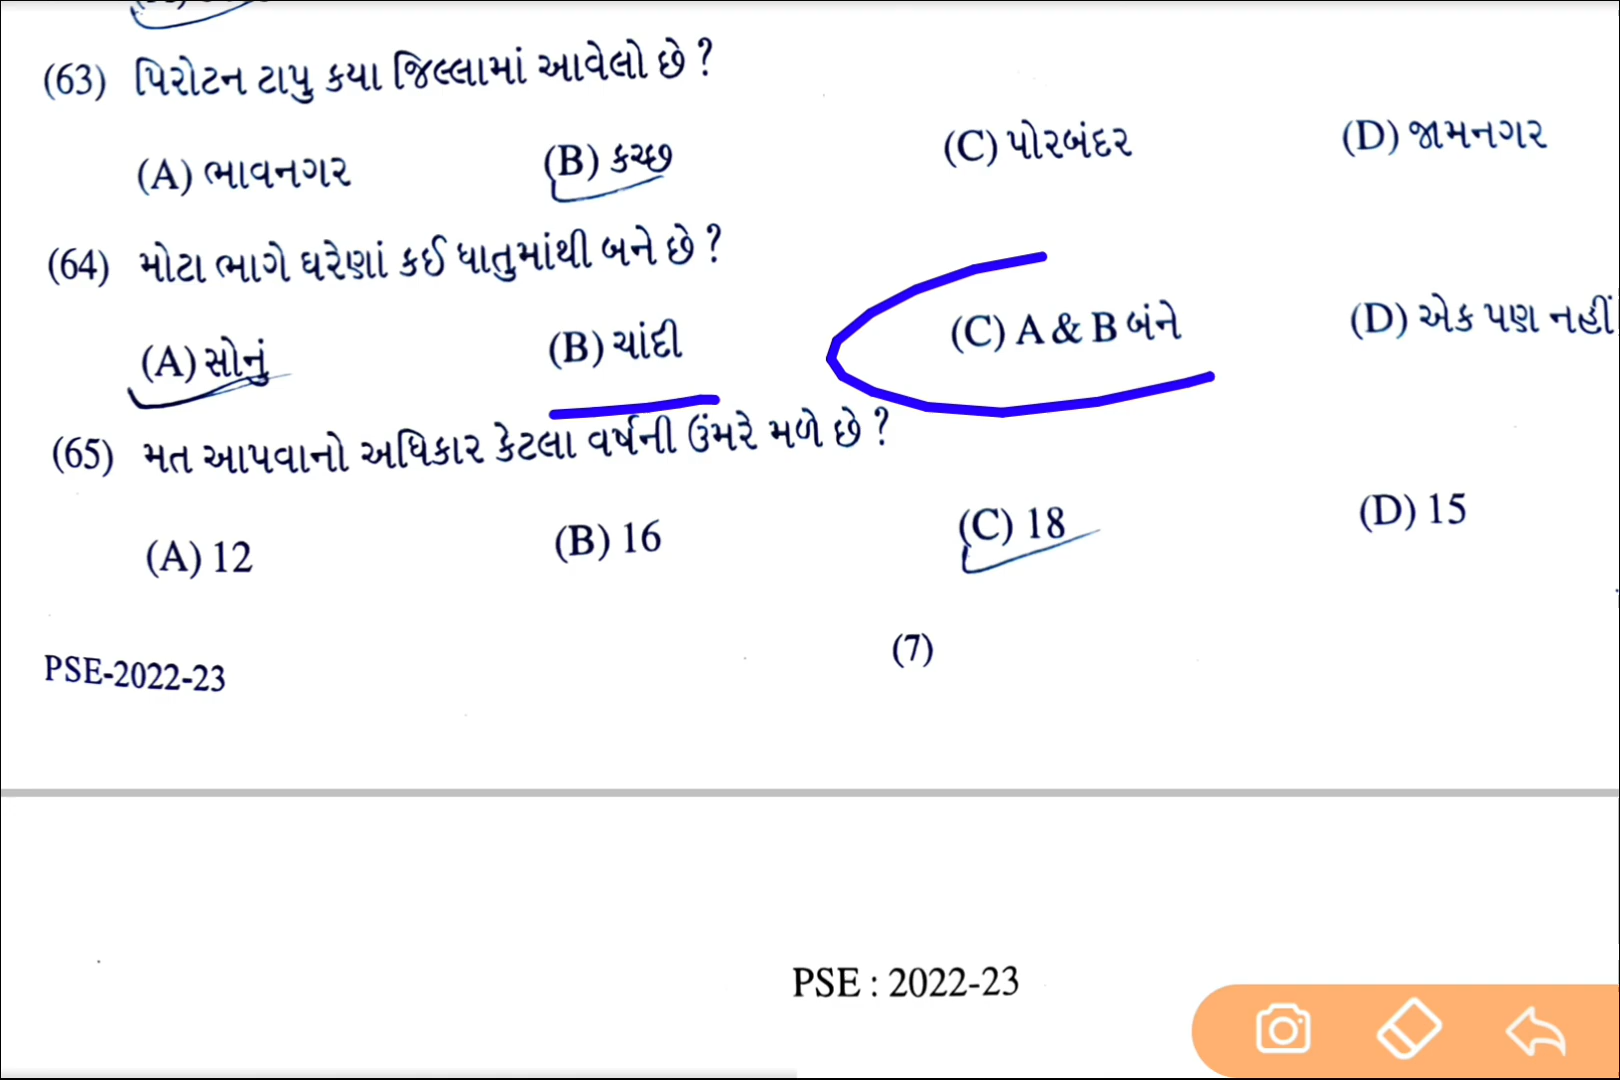 (63) પિરોટન ટાપુ કયા જિલ્લામાં આવેલો છે ?
(A) ભાવનગર (B) કચ્છ (C) પોરબંદર (D) જામનગર
(64) મોટા ભાગે ઘરેણાં કઈ ધાતુમાંથી બને છે ?
(A) સોનું (B) ચાંદી (C) A & B બંને (D) એક પણ નહીં
(65) મત આપવાનો અધિકાર કેટલા વર્ષની ઉંમરે મળે છે ?
(A) 12 (B) 16 (C) 18 (D) 15
(7)
PSE-2022-23
PSE : 2022-23